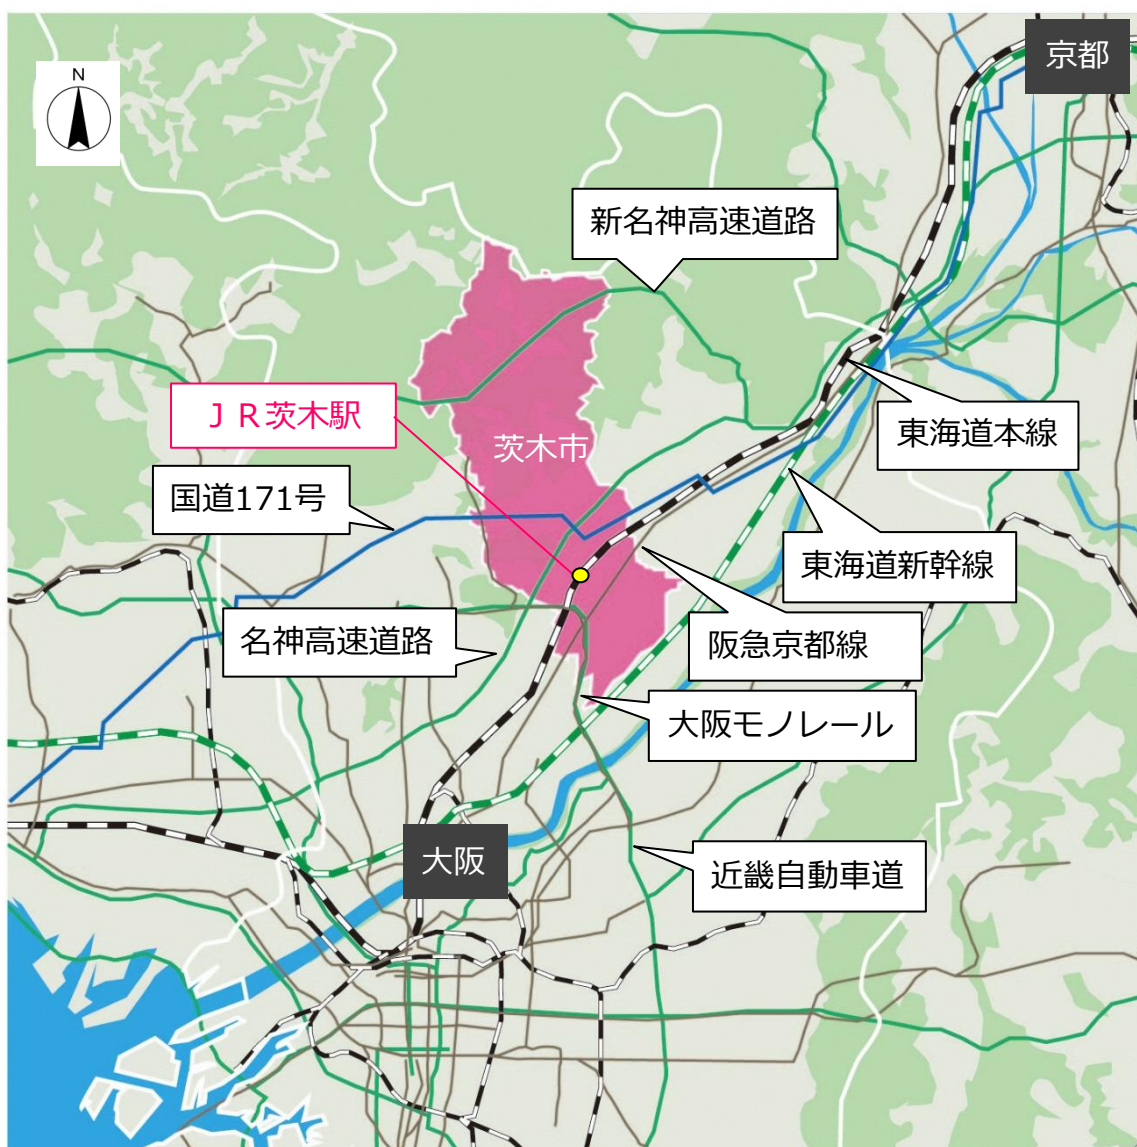 京都
N
新名神高速道路
ＪＲ茨木駅
東海道本線
茨木市
国道171号
東海道新幹線
名神高速道路
阪急京都線
大阪モノレール
大阪
近畿自動車道